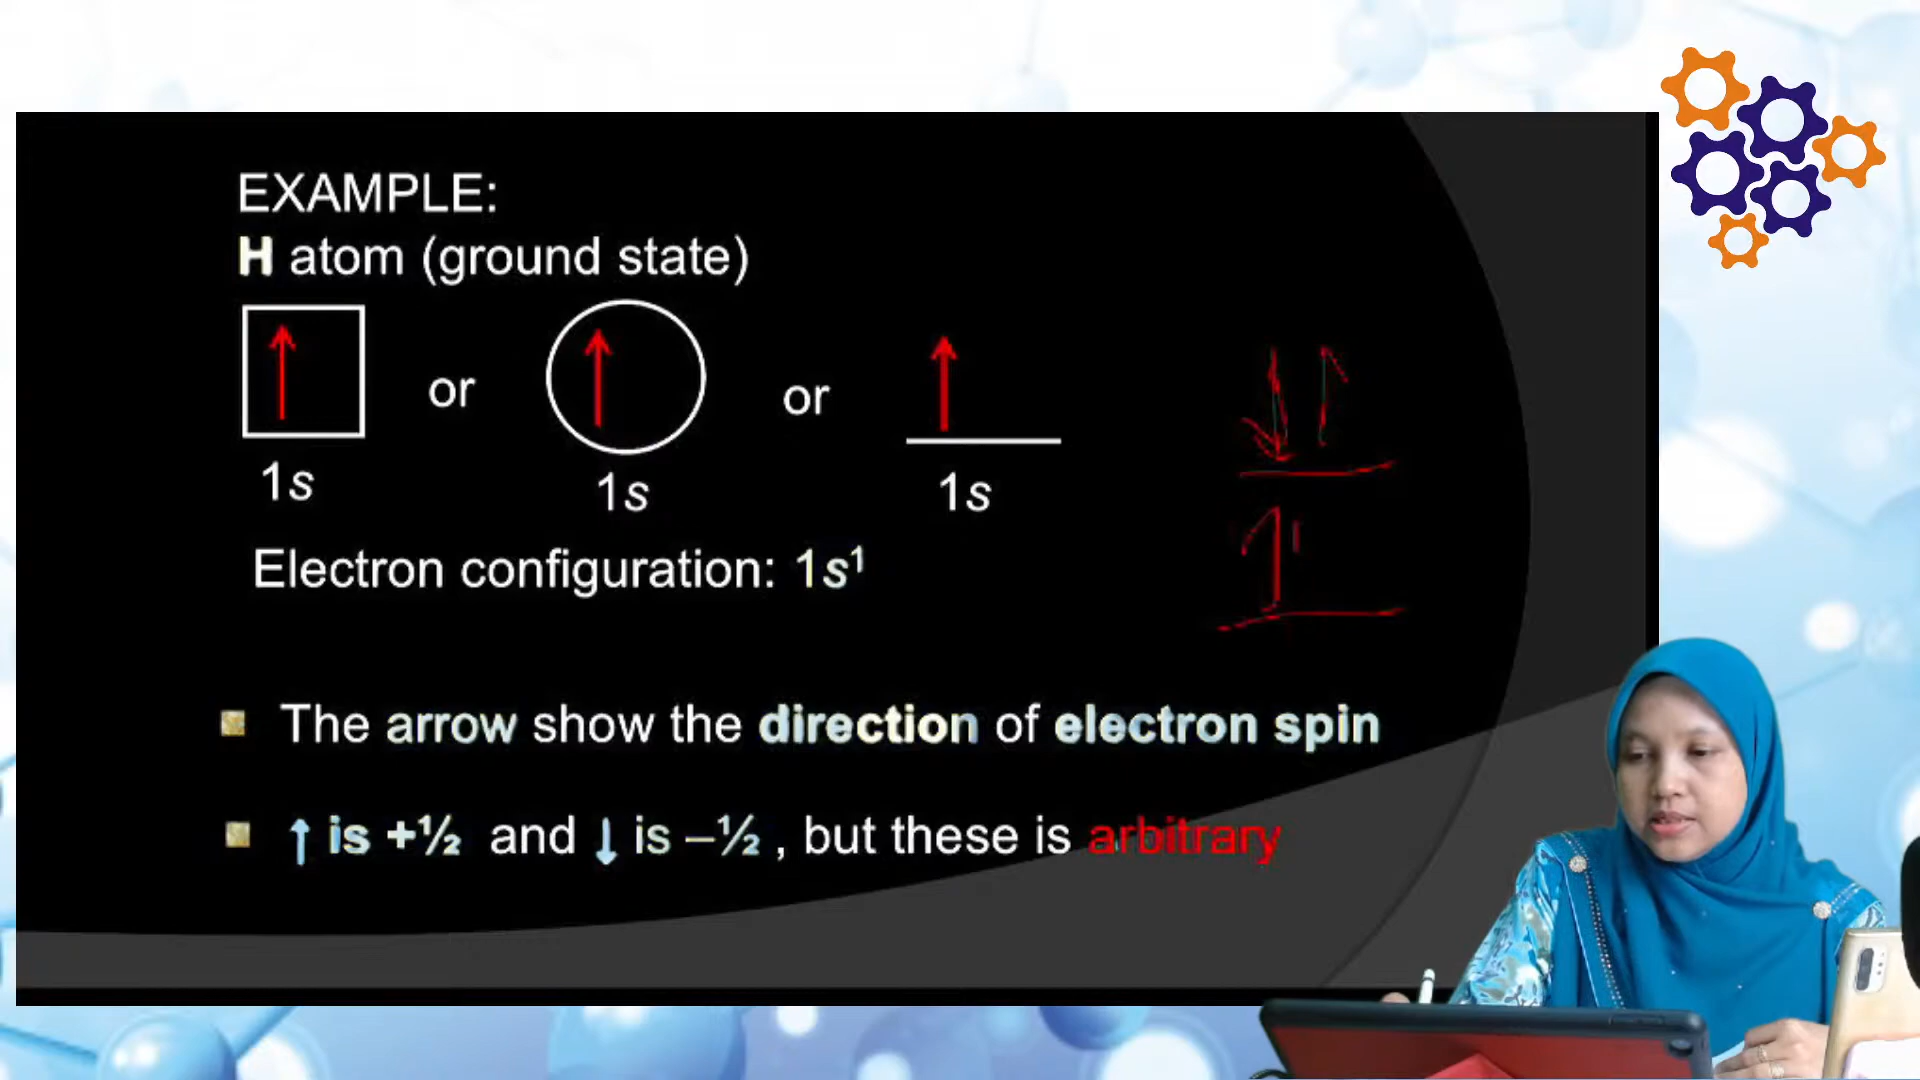 EXAMPLE:
H atom (ground state)
↑ or ↑ or ↑ ↓↑
1s 1s 1s
Electron configuration: 1s¹ ↑
The arrow show the direction of electron spin
↑ is +½ and ↓ is –½ , but these is arbitrary